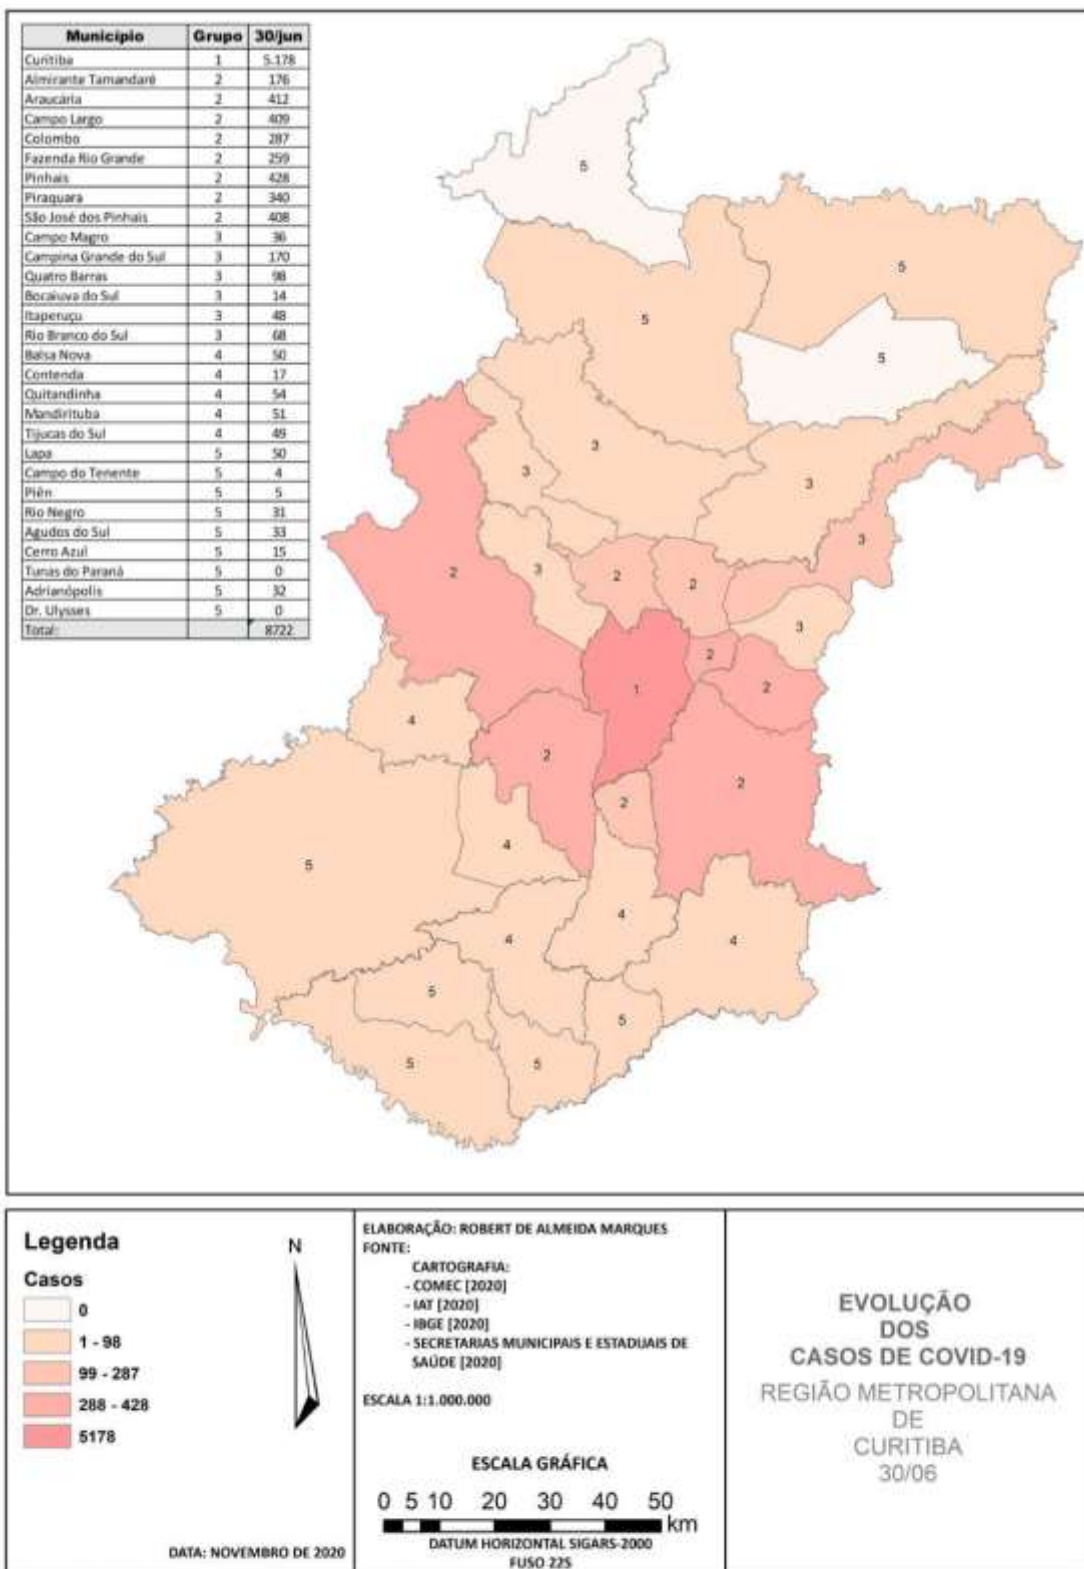 Município Grupo 30/jun
Curitiba 1 5.178
Almirante Tamandaré 2 176
Araucária 2 412
Campo Largo 2 409
Colombo 2 287
Fazenda Rio Grande 2 259
Pinhais 2 428
Piraquara 2 340
São José dos Pinhais 2 408
Campo Magro 3 36
Campina Grande do Sul 3 170
Quatro Barras 3 98
Bocaiuva do Sul 3 14
Itaperuçu 3 48
Rio Branco do Sul 3 68
Balsa Nova 4 50
Contenda 4 17
Quitandinha 4 54
Mandirituba 4 51
Tijucas do Sul 4 49
Lapa 5 50
Campo do Tenente 5 4
Piên 5 5
Rio Negro 5 31
Agudos do Sul 5 33
Cerro Azul 5 15
Tunas do Paraná 5 0
Adrianópolis 5 32
Dr. Ulysses 5 0
Total: 8722
5
5
5
5
3
3
3
3
2
3
2
2
3
2
1
2
4
2
2
2
4
5
4
4
4
5
5
5
5
Legenda
Casos
0
1 - 98
99 - 287
288 - 428
5178
N
DATA: NOVEMBRO DE 2020
ELABORAÇÃO: ROBERT DE ALMEIDA MARQUES
FONTE:
CARTOGRAFIA:
- COMEC [2020]
- IAT [2020]
- IBGE [2020]
- SECRETARIAS MUNICIPAIS E ESTADUAIS DE
SAÚDE [2020]
ESCALA 1:1.000.000
ESCALA GRÁFICA
0 5 10 20 30 40 50
km
DATUM HORIZONTAL SIGARS-2000
FUSO 22S
EVOLUÇÃO
DOS
CASOS DE COVID-19
REGIÃO METROPOLITANA
DE
CURITIBA
30/06